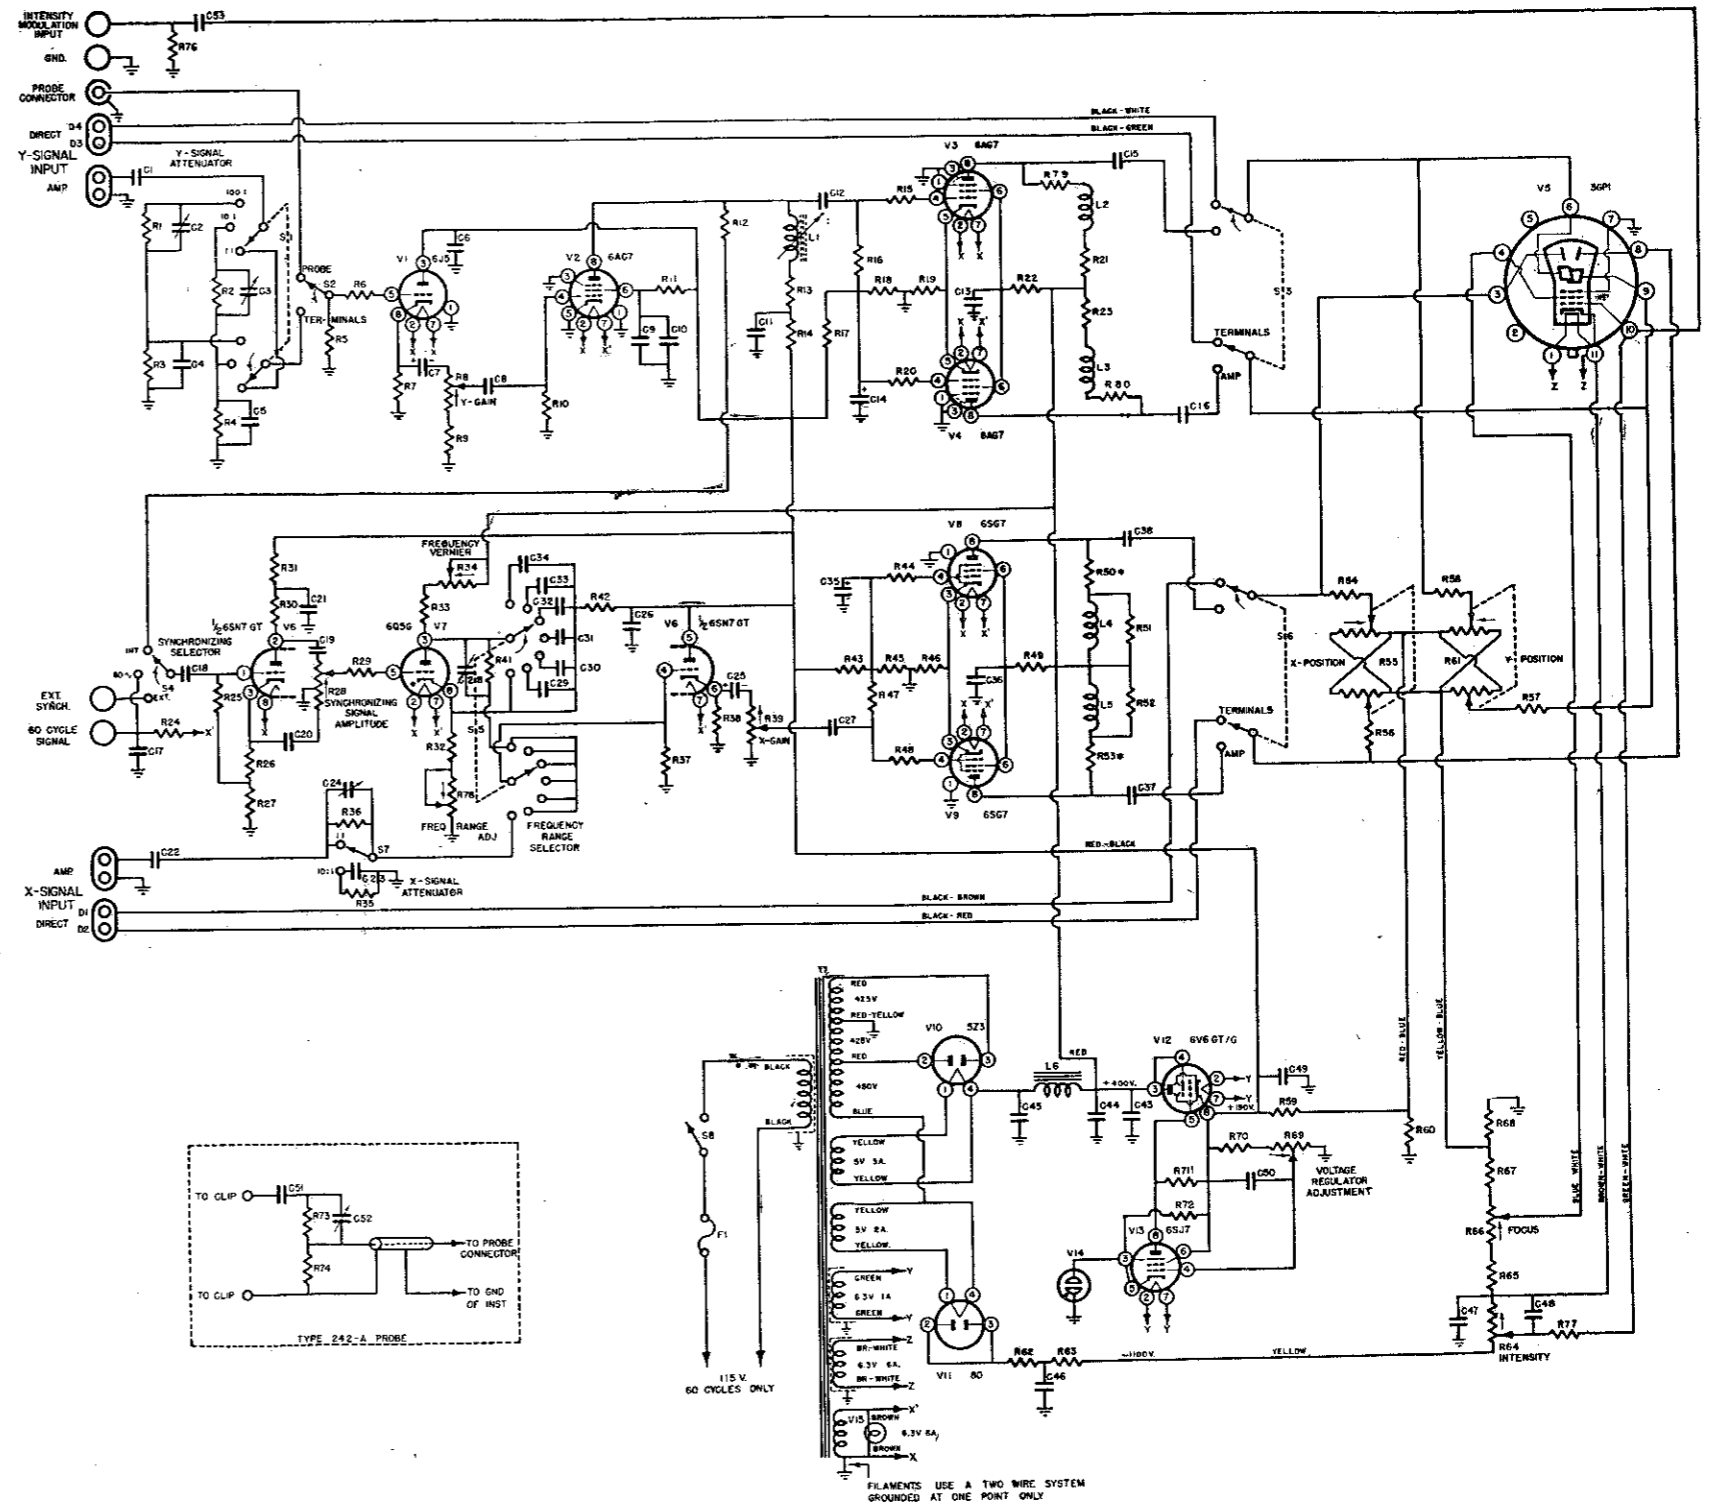 INTENSITY
MODULATION
INPUT
C53
R76
GND.
PROBE
CONNECTOR
BLACK-WHITE
DIRECT
D4
D3
BLACK-GREEN
Y-SIGNAL
INPUT
AMP.
C1
Y-SIGNAL
ATTENUATOR
100:1
10:1
1:1
R1
C2
R2
C3
R3
C4
R4
C5
PROBE
S2
TERMINALS
R5
R6
V1
6J5
C6
R7
C7
R8
Y-GAIN
C8
R9
R10
V2
6AG7
C9
C10
R11
R12
L1
R13
R14
C11
C12
R15
R16
R17
R18
R19
R20
C14
V3
6AG7
V4
6AG7
C13
R22
C15
R79
L2
R21
R23
L3
R80
C16
TERMINALS
AMP
V5
3GP1
Z
Z
FREQUENCY
VERNIER
R34
R31
R30
C21
½6SN7 GT
V6
SYNCHRONIZING
SELECTOR
INT
60~
EXT.
S4
C18
C19
R25
R28
R29
SYNCHRONIZING
SIGNAL
AMPLITUDE
C20
R26
R27
EXT.
SYNCH.
60 CYCLE
SIGNAL
R24
X'
C17
R33
6Q5G
V7
R41
R32
R78
FREQ RANGE
ADJ
C34
C33
C32
C31
C30
C29
R42
C26
S15
FREQUENCY
RANGE
SELECTOR
V6
½6SN7 GT
R37
R38
C25
R39
X-GAIN
C27
C24
R36
1:1
S7
10:1
C23
R35
X-SIGNAL
ATTENUATOR
AMP.
C22
X-SIGNAL
INPUT
DIRECT
D1
D2
V8
6SG7
C35
R44
R43
R45
R46
R47
R48
C36
R49
V9
6SG7
C38
R50*
L4
R51
L5
R52
R53*
C37
S16
TERMINALS
AMP
R54
X-POSITION
R55
R56
R58
R61
Y-POSITION
R57
RED-BLACK
BLACK-BROWN
BLACK-RED
RED-BLUE
YELLOW-BLUE
BLUE WHITE
BROWN-WHITE
GREEN-WHITE
RED
425V
RED-YELLOW
425V
RED
480V
BLUE
YELLOW
5V 3A.
YELLOW
YELLOW
5V 2A.
YELLOW.
GREEN
6.3V 1A
GREEN
Y
Y
BR-WHITE
6.3V 6A.
BR-WHITE
Z
Z
V15
BROWN
6.3V 8A.
BROWN
X'
X
BLACK
BLACK
S8
F1
115 V.
60 CYCLES ONLY
V10
5Z3
C45
L6
RED
+400V.
C44
C43
V12
6V6 GT/G
Y
Y
+190V.
C49
R59
R60
R70
R69
VOLTAGE
REGULATOR
ADJUSTMENT
R71
C50
R72
V13
6SJ7
V14
Y Y
V11
80
R62
R63
C46
-1100V.
YELLOW
R68
R67
R66
FOCUS
R65
C47
C48
R64
INTENSITY
R77
TO CLIP
C51
R73
C52
R74
TO CLIP
TO PROBE
CONNECTOR
TO GND
OF INST
TYPE 242-A PROBE
FILAMENTS USE A TWO WIRE SYSTEM
GROUNDED AT ONE POINT ONLY